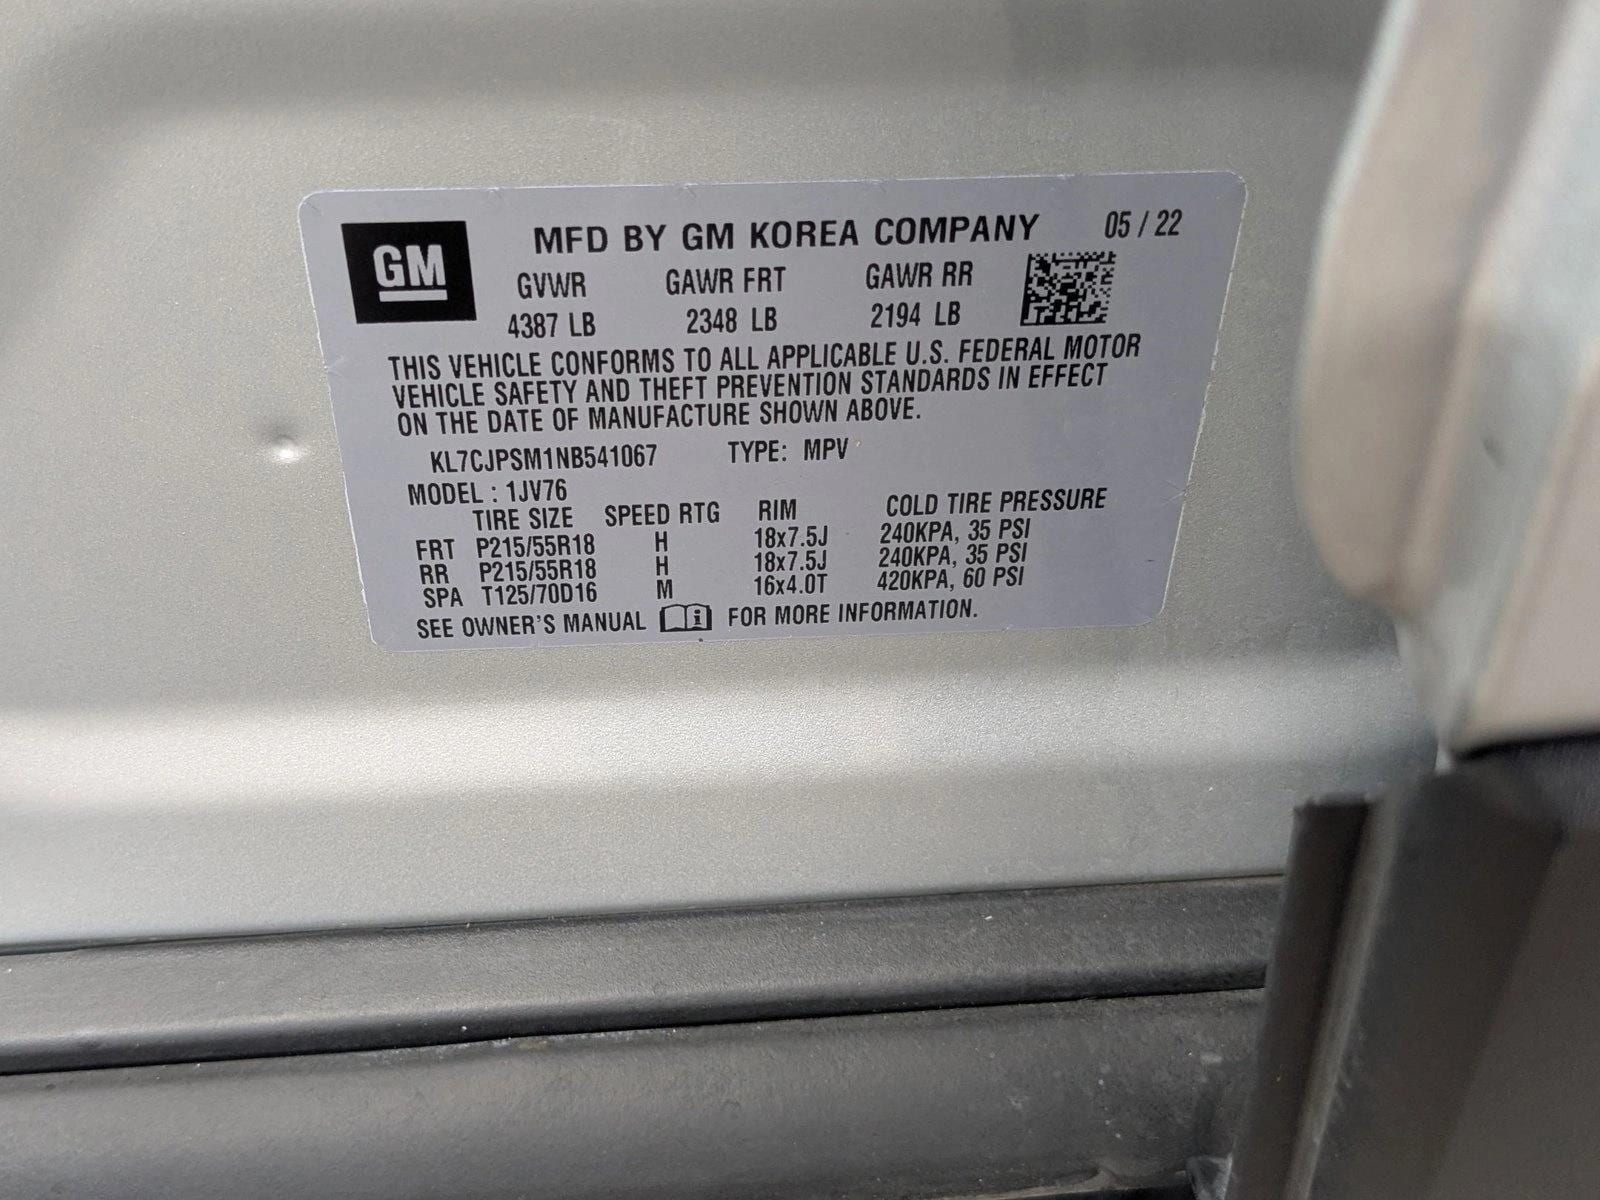 GM
MFD BY GM KOREA COMPANY 05 / 22
GVWR GAWR FRT GAWR RR
4387 LB 2348 LB 2194 LB
THIS VEHICLE CONFORMS TO ALL APPLICABLE U.S. FEDERAL MOTOR
VEHICLE SAFETY AND THEFT PREVENTION STANDARDS IN EFFECT
ON THE DATE OF MANUFACTURE SHOWN ABOVE.
KL7CJPSM1NB541067 TYPE: MPV
MODEL : 1JV76
TIRE SIZE SPEED RTG RIM COLD TIRE PRESSURE
FRT P215/55R18 H 18x7.5J 240KPA, 35 PSI
RR P215/55R18 H 18x7.5J 240KPA, 35 PSI
SPA T125/70D16 M 16x4.0T 420KPA, 60 PSI
SEE OWNER'S MANUAL i FOR MORE INFORMATION.